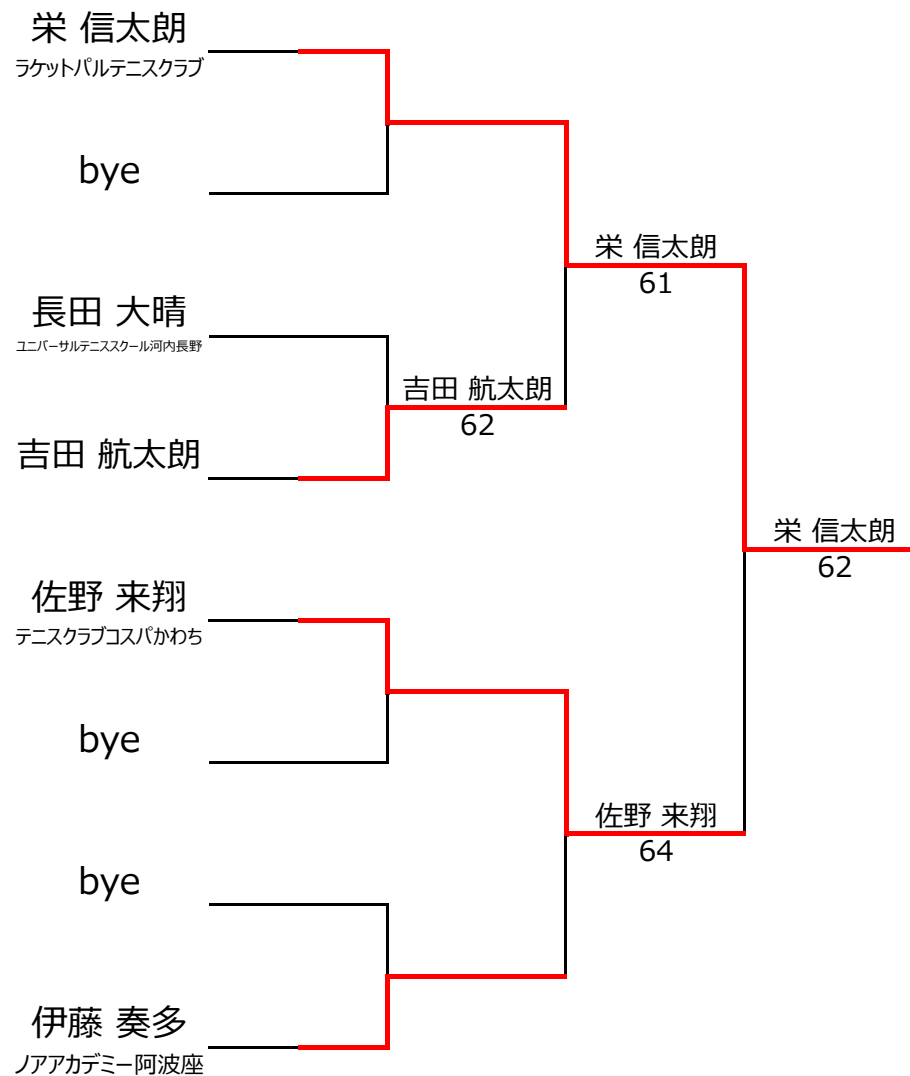 栄 信太朗
ラケットパルテニスクラブ
bye
長田 大晴
ユニバーサルテニススクール河内長野
吉田 航太朗
佐野 来翔
テニスクラブコスパかわち
bye
bye
伊藤 奏多
ノアアカデミー阿波座
吉田 航太朗
62
栄 信太朗
61
佐野 来翔
64
栄 信太朗
62